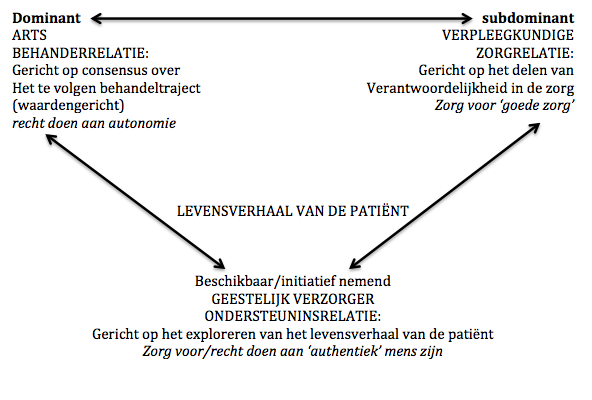 Dominant
ARTS
BEHANDERRELATIE:
Gericht op consensus over
Het te volgen behandeltraject
(waardengericht)
recht doen aan autonomie
subdominant
VERPLEEGKUNDIGE
ZORGRELATIE:
Gericht op het delen van
Verantwoordelijkheid in de zorg
Zorg voor ‘goede zorg’
LEVENSVERHAAL VAN DE PATIËNT
Beschikbaar/initiatief nemend
GEESTELIJK VERZORGER
ONDERSTEUNINSRELATIE:
Gericht op het exploreren van het levensverhaal van de patiënt
Zorg voor/recht doen aan ‘authentiek’ mens zijn